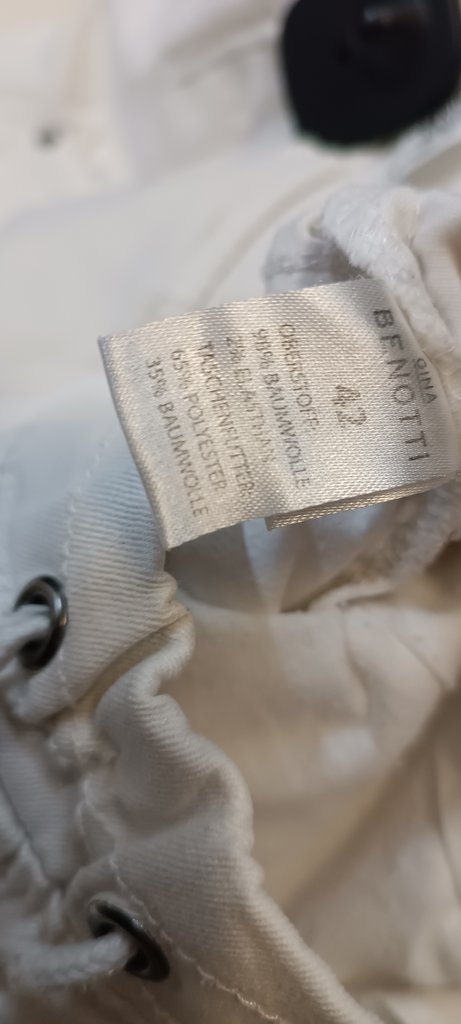 GINA
BENOTTI
42
OBERSTOFF:
98% BAUMWOLLE
2% ELASTHAN
TASCHENFUTTER:
65% POLYESTER
35% BAUMWOLLE